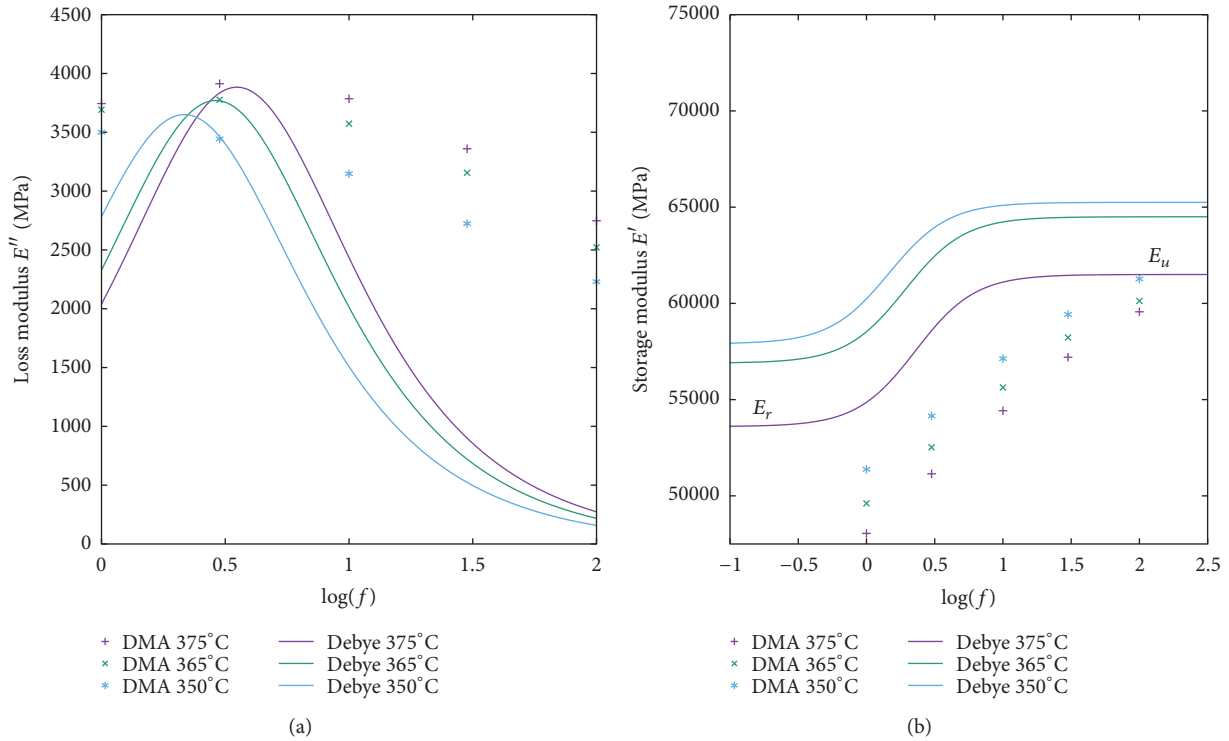 4500
4000
3500
3000
2500
2000
1500
1000
500
0
Loss modulus E″ (MPa)
0 0.5 1 1.5 2
log(f)
+ DMA 375°C
× DMA 365°C
* DMA 350°C
Debye 375°C
Debye 365°C
Debye 350°C
(a)
75000
70000
65000
60000
55000
50000
Storage modulus E′ (MPa)
E_u
E_r
−1 −0.5 0 0.5 1 1.5 2 2.5
log(f)
+ DMA 375°C
× DMA 365°C
* DMA 350°C
Debye 375°C
Debye 365°C
Debye 350°C
(b)